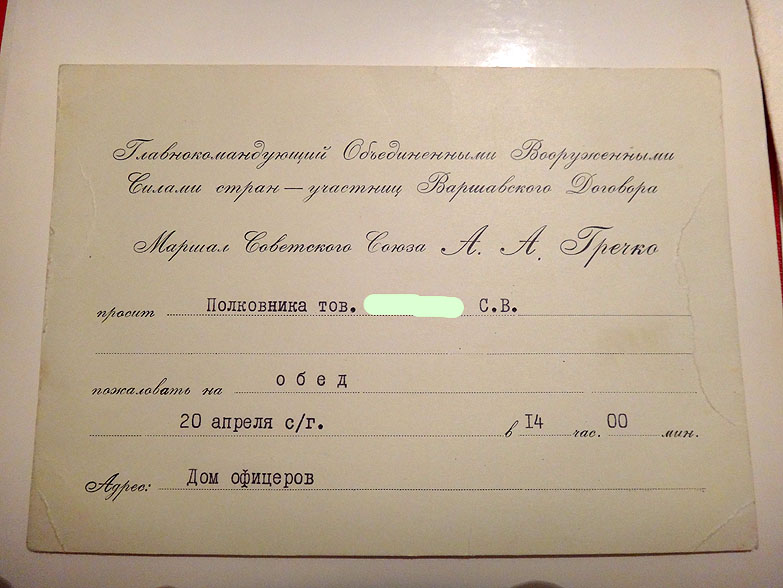 Главнокомандующий Объединенными Вооруженными
Силами стран — участниц Варшавского Договора
Маршал Советского Союза А. А. Гречко
просит Полковника тов. С.В.
пожаловать на о б е д
20 апреля с/г. в 14 час. 00 мин.
Адрес: Дом офицеров